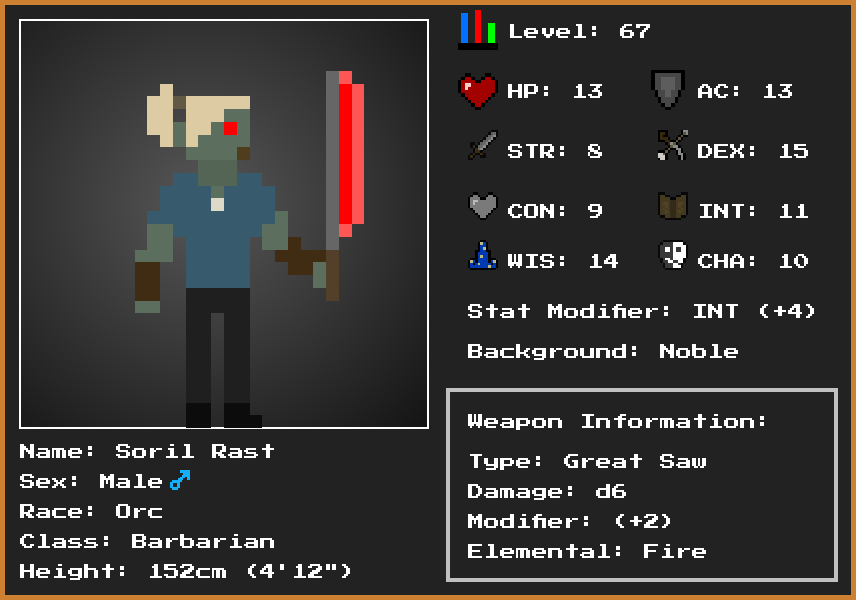 Level: 67
HP: 13 AC: 13
STR: 8 DEX: 15
CON: 9 INT: 11
WIS: 14 CHA: 10
Stat Modifier: INT (+4)
Background: Noble
Weapon Information:
Type: Great Saw
Damage: d6
Modifier: (+2)
Elemental: Fire
Name: Soril Rast
Sex: Male ♂
Race: Orc
Class: Barbarian
Height: 152cm (4'12")